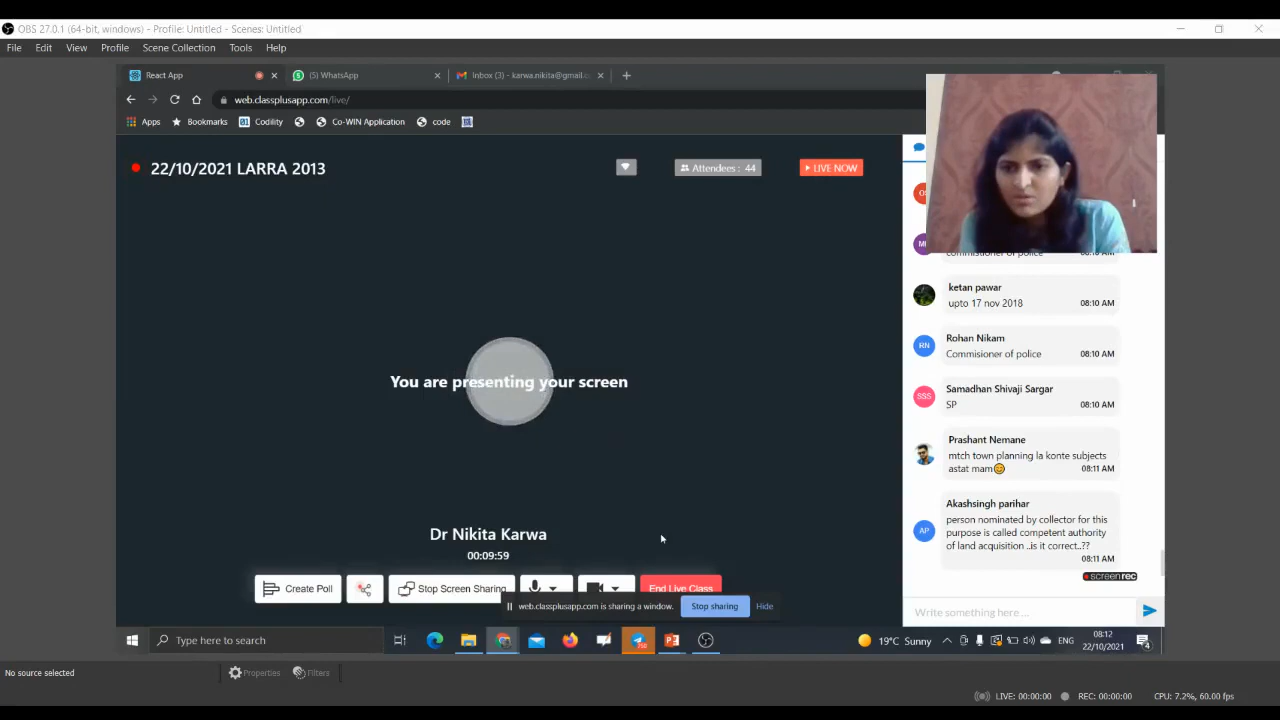 OBS 27.0.1 (64-bit, windows) - Profile: Untitled - Scenes: Untitled
File Edit View Profile Scene Collection Tools Help
React App
(5) WhatsApp
Inbox (3) - karwa.nikita@gmail.c
web.classplusapp.com/live/
Apps Bookmarks Codility Co-WIN Application code
22/10/2021 LARRA 2013
Attendees : 44
LIVE NOW
commisioner of police
08:10 AM
ketan pawar
upto 17 nov 2018
08:10 AM
RN
Rohan Nikam
Commisioner of police
08:10 AM
SSS
Samadhan Shivaji Sargar
SP
08:10 AM
Prashant Nemane
mtch town planning la konte subjects
astat mam😊
08:11 AM
AP
Akashsingh parihar
person nominated by collector for this
purpose is called competent authority
of land acquisition ..is it correct..??
08:11 AM
screenrec
Write something here ...
You are presenting your screen
Dr Nikita Karwa
00:09:59
Create Poll
Stop Screen Sharing
End Live Class
web.classplusapp.com is sharing a window.
Stop sharing
Hide
Type here to search
19°C Sunny
ENG
08:12
22/10/2021
4
No source selected
Properties
Filters
LIVE: 00:00:00
REC: 00:00:00
CPU: 7.2%, 60.00 fps